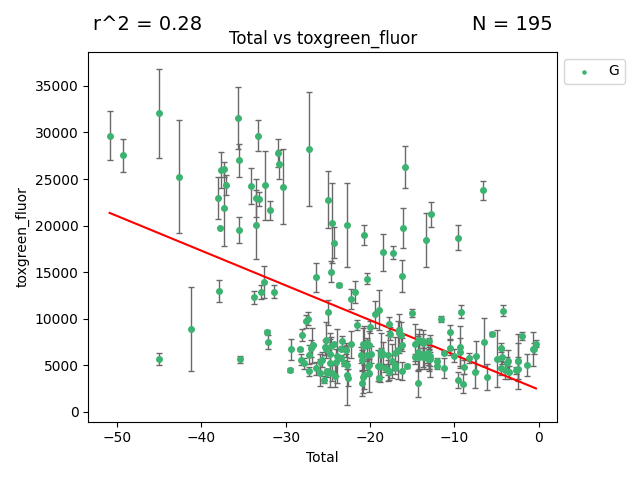 r^2 = 0.28
N = 195
Total vs toxgreen_fluor
G
toxgreen_fluor
35000
30000
25000
20000
15000
10000
5000
0
−50
−40
−30
−20
−10
0
Total